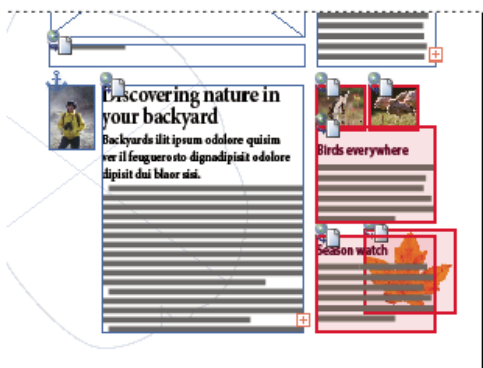 Discovering nature in
your backyard
Backyards ilit ipsum odolore quisim
ver il feuguerosto dignadipisit odolore
dipisit dui blaor sisi.
Birds everywhere
Season watch